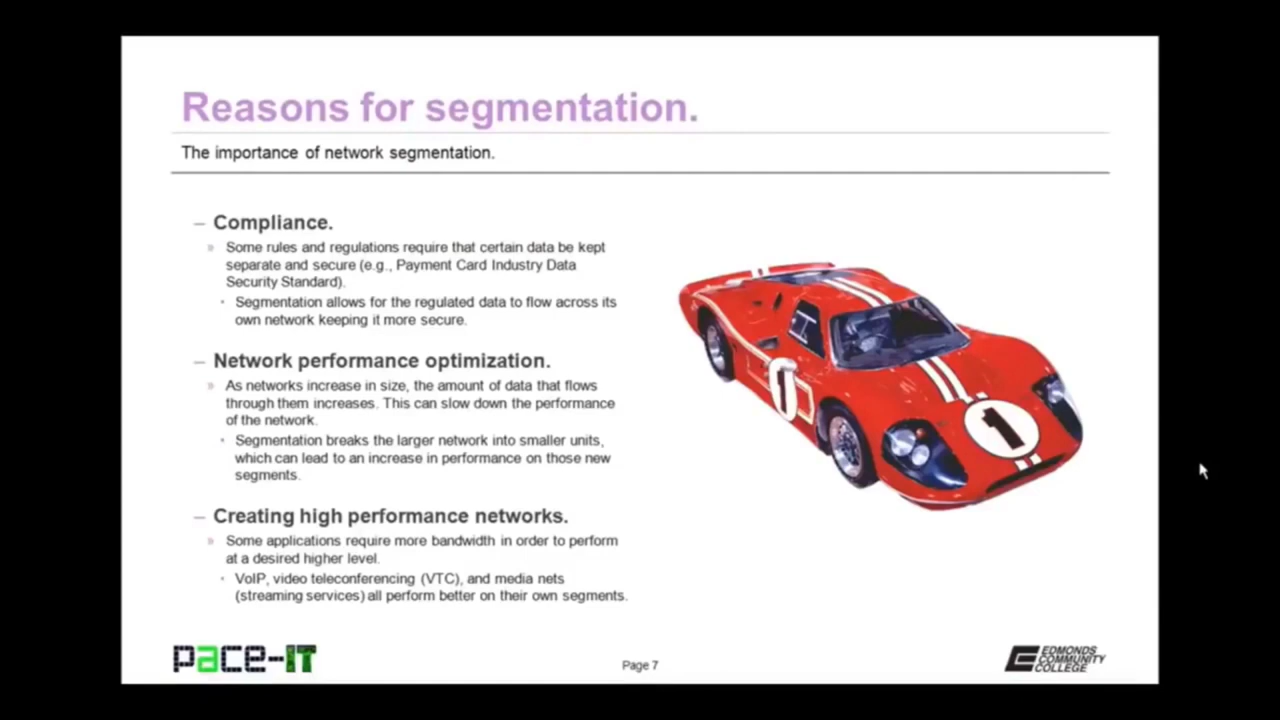 Reasons for segmentation.
The importance of network segmentation.
– Compliance.
» Some rules and regulations require that certain data be kept
separate and secure (e.g., Payment Card Industry Data
Security Standard).
· Segmentation allows for the regulated data to flow across its
own network keeping it more secure.
– Network performance optimization.
» As networks increase in size, the amount of data that flows
through them increases. This can slow down the performance
of the network.
· Segmentation breaks the larger network into smaller units,
which can lead to an increase in performance on those new
segments.
– Creating high performance networks.
» Some applications require more bandwidth in order to perform
at a desired higher level.
· VoIP, video teleconferencing (VTC), and media nets
(streaming services) all perform better on their own segments.
1
1
pace-IT
Page 7
EDMONDS
COMMUNITY
COLLEGE